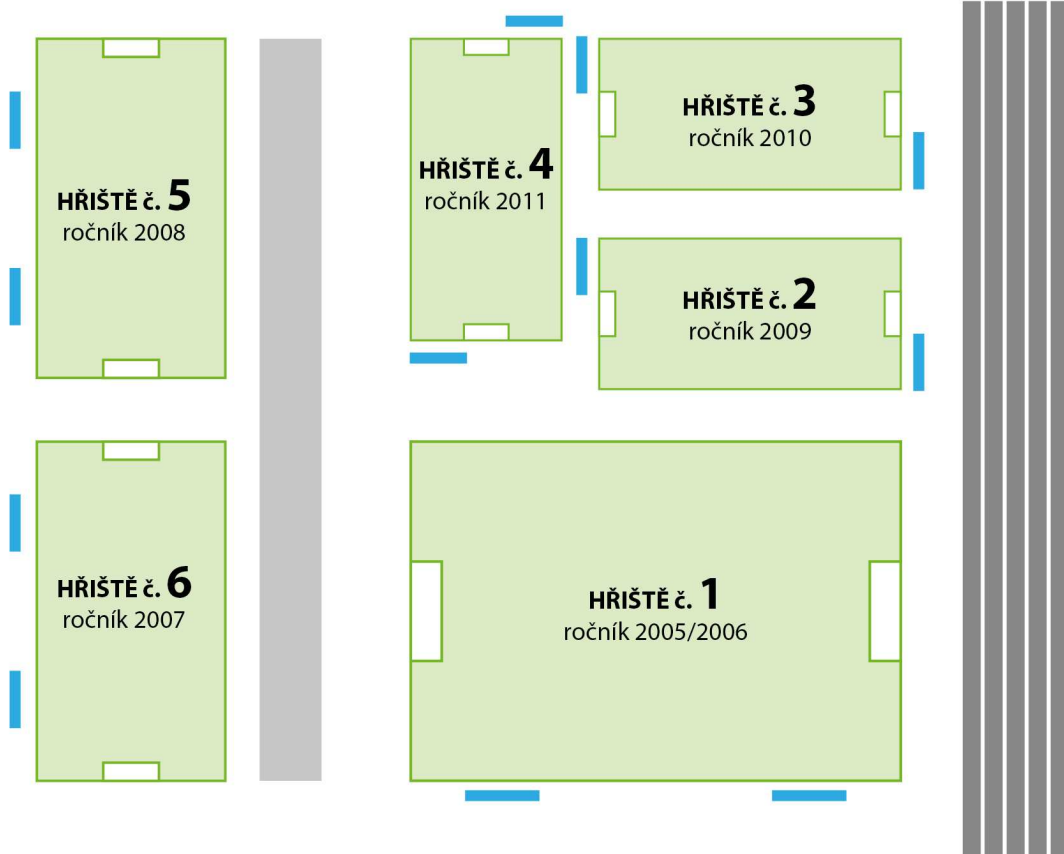 HŘIŠTĚ č. 5
ročník 2008
HŘIŠTĚ č. 4
ročník 2011
HŘIŠTĚ č. 3
ročník 2010
HŘIŠTĚ č. 2
ročník 2009
HŘIŠTĚ č. 6
ročník 2007
HŘIŠTĚ č. 1
ročník 2005/2006